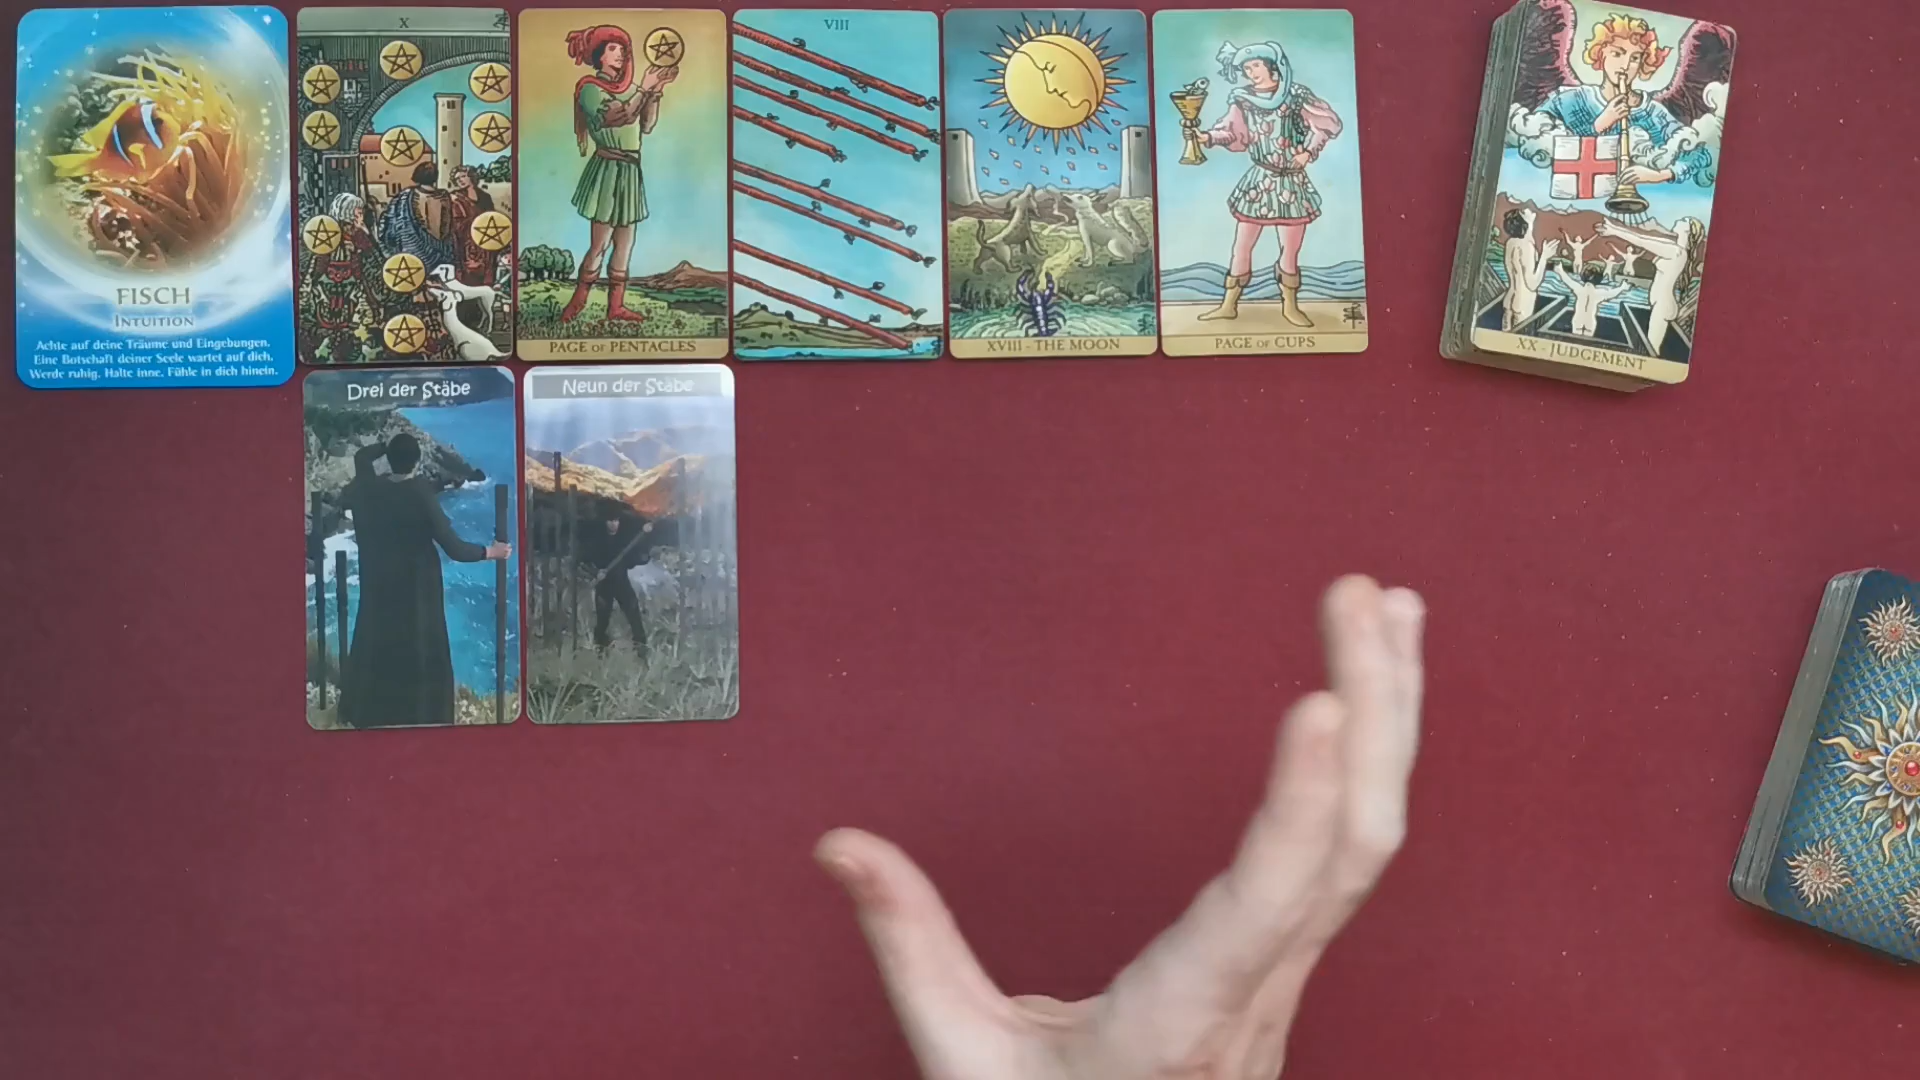 FISCH
INTUITION
Achte auf deine Träume und Eingebungen.
Eine Botschaft deiner Seele wartet auf dich.
Werde ruhig. Halte inne. Fühle in dich hinein.
X
PAGE OF PENTACLES
VIII
XVIII - THE MOON
PAGE OF CUPS
XX - JUDGEMENT
Drei der Stäbe
Neun der Stäbe